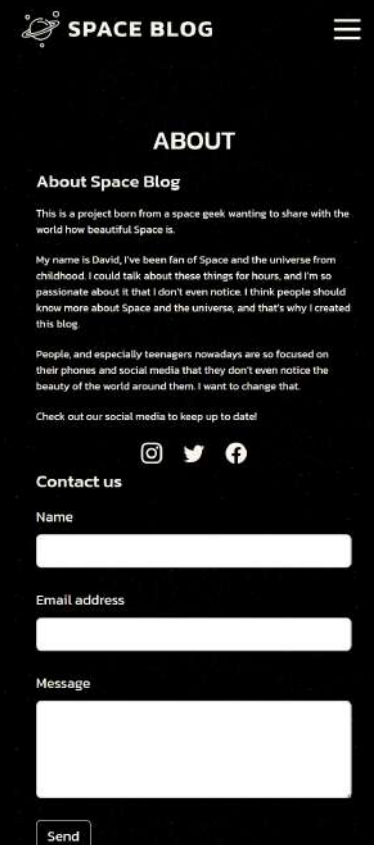 SPACE BLOG
ABOUT
About Space Blog
This is a project born from a space geek wanting to share with the
world how beautiful Space is.
My name is David, I've been fan of Space and the universe from
childhood. I could talk about these things for hours, and I'm so
passionate about it that I don't even notice. I think people should
know more about Space and the universe, and that's why I created
this blog.
People, and especially teenagers nowadays are so focused on
their phones and social media that they don't even notice the
beauty of the world around them. I want to change that.
Check out our social media to keep up to date!
Contact us
Name
Email address
Message
Send